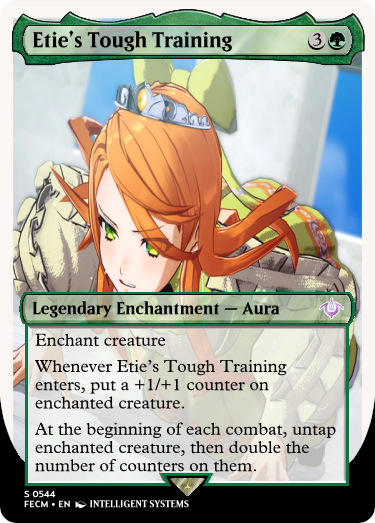 Etie's Tough Training 3
Legendary Enchantment — Aura
Enchant creature
Whenever Etie's Tough Training
enters, put a +1/+1 counter on
enchanted creature.
At the beginning of each combat, untap
enchanted creature, then double the
number of counters on them.
S 0544
FECM • EN INTELLIGENT SYSTEMS